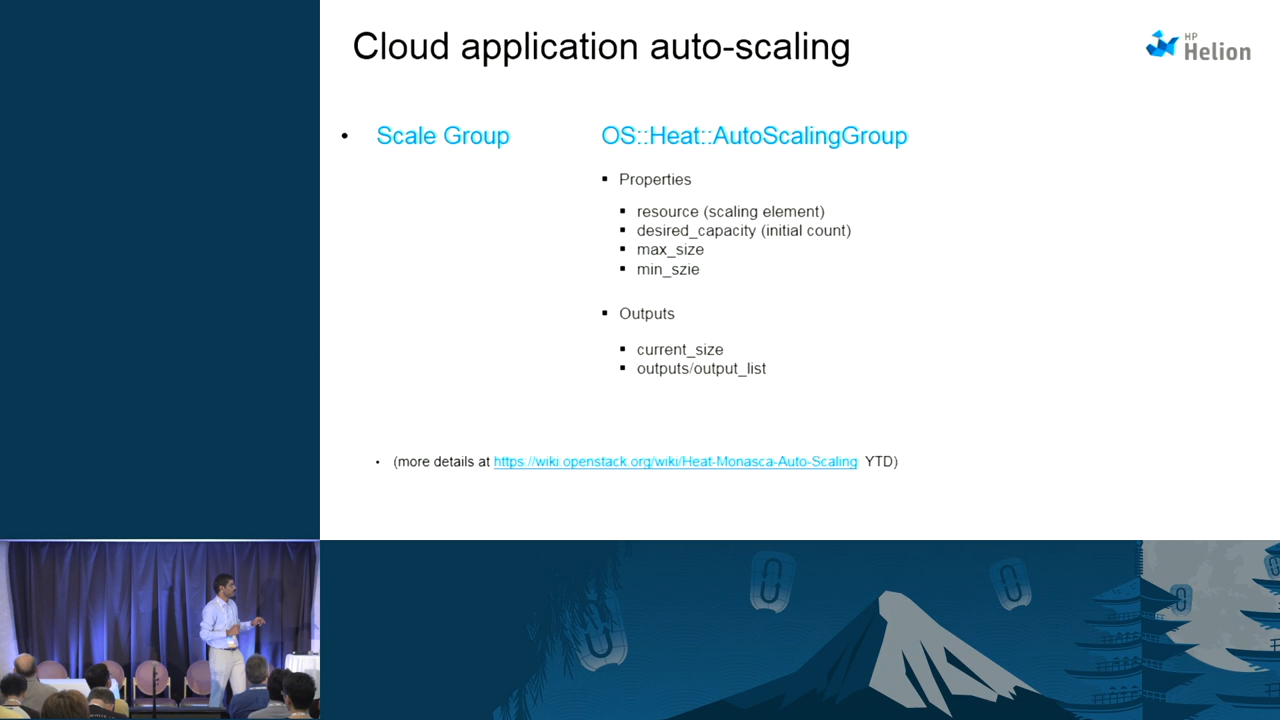 Cloud application auto-scaling
HP
Helion
• Scale Group
OS::Heat::AutoScalingGroup
▪ Properties
▪ resource (scaling element)
▪ desired_capacity (initial count)
▪ max_size
▪ min_szie
▪ Outputs
▪ current_size
▪ outputs/output_list
• (more details at https://wiki.openstack.org/wiki/Heat-Monasca-Auto-Scaling YTD)